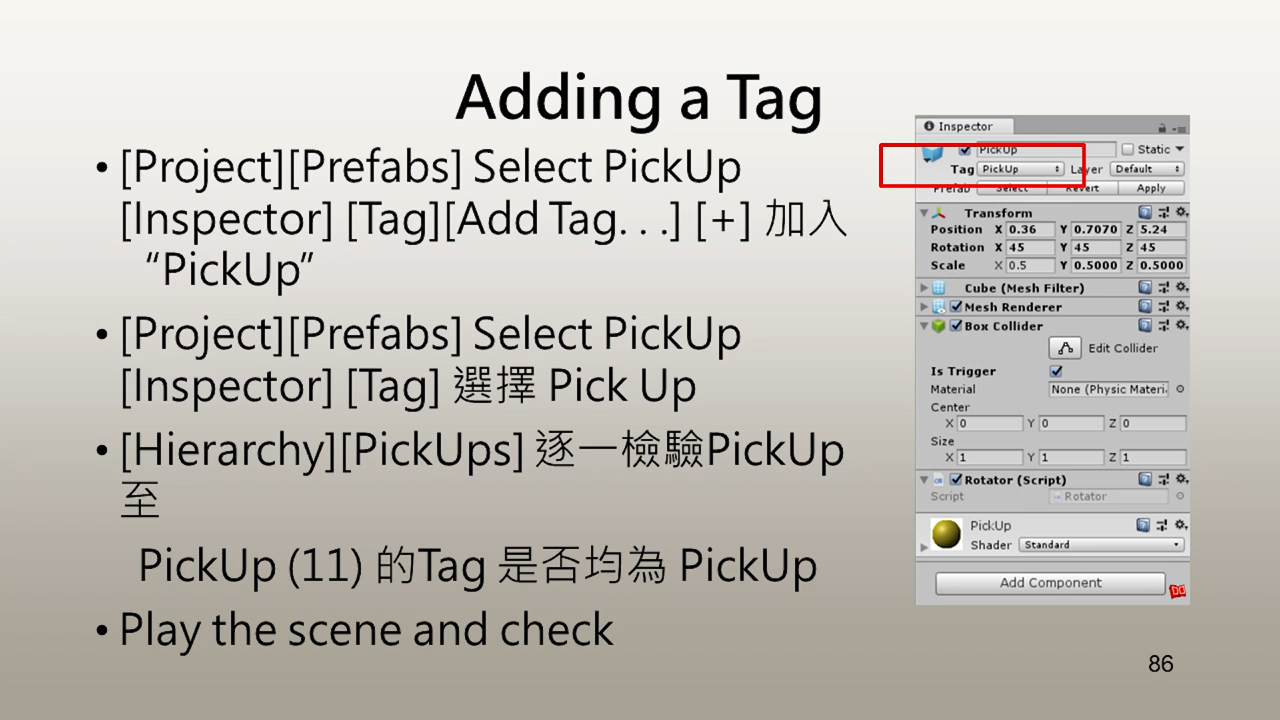 Adding a Tag
• [Project][Prefabs] Select PickUp
[Inspector] [Tag][Add Tag. . .] [+] 加入
“PickUp”
• [Project][Prefabs] Select PickUp
[Inspector] [Tag] 選擇 Pick Up
• [Hierarchy][PickUps] 逐一檢驗PickUp
至
PickUp (11) 的Tag 是否均為 PickUp
• Play the scene and check
Inspector
PickUp Static
Tag PickUp Layer Default
Prefab Select Revert Apply
Transform
Position X 0.36 Y 0.7070 Z 5.24
Rotation X 45 Y 45 Z 45
Scale X 0.5 Y 0.5000 Z 0.5000
Cube (Mesh Filter)
Mesh Renderer
Box Collider
Edit Collider
Is Trigger
Material None (Physic Materi
Center
X 0 Y 0 Z 0
Size
X 1 Y 1 Z 1
Rotator (Script)
Script Rotator
PickUp
Shader Standard
Add Component
86